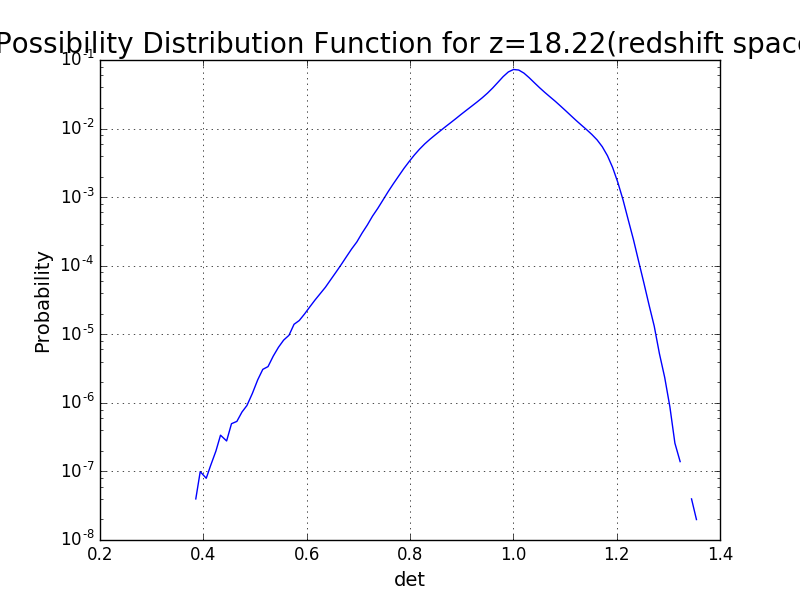 Possibility Distribution Function for z=18.22(redshift space
10^-1
10^-2
10^-3
10^-4
10^-5
10^-6
10^-7
10^-8
Probability
0.2 0.4 0.6 0.8 1.0 1.2 1.4
det